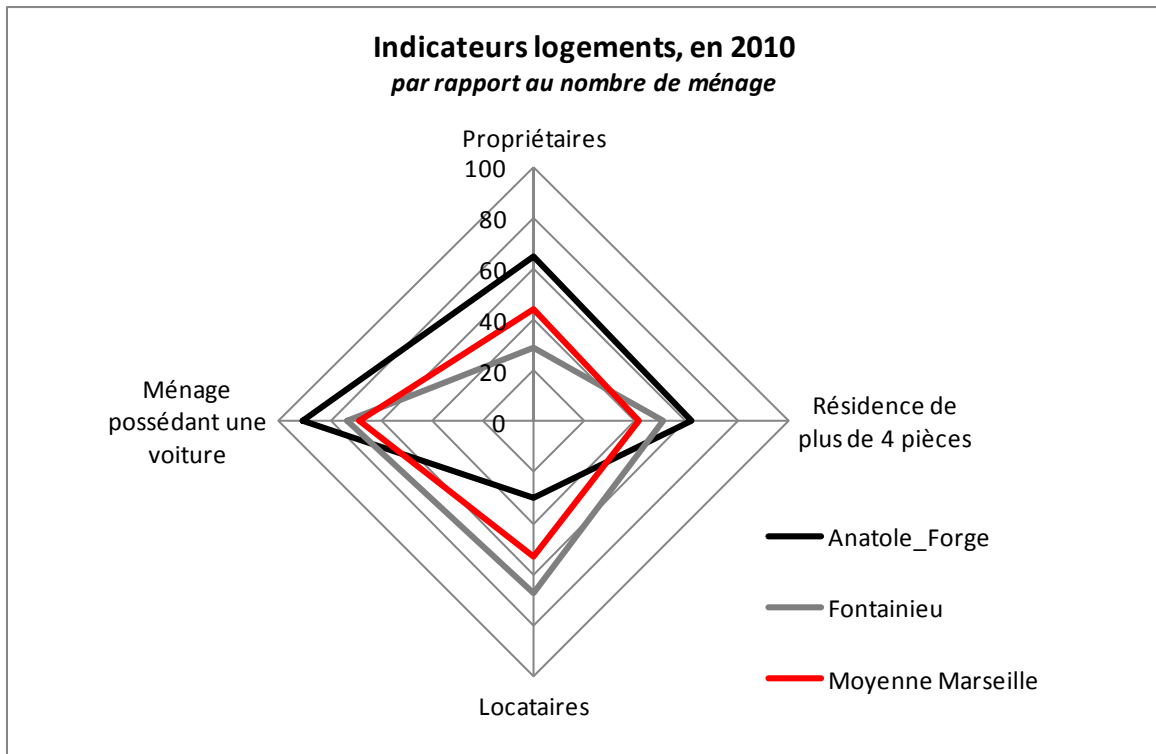 Indicateurs logements, en 2010
par rapport au nombre de ménage
Propriétaires
100
80
60
40
20
0
Ménage
possédant une
voiture
Résidence de
plus de 4 pièces
Locataires
Anatole_Forge
Fontainieu
Moyenne Marseille